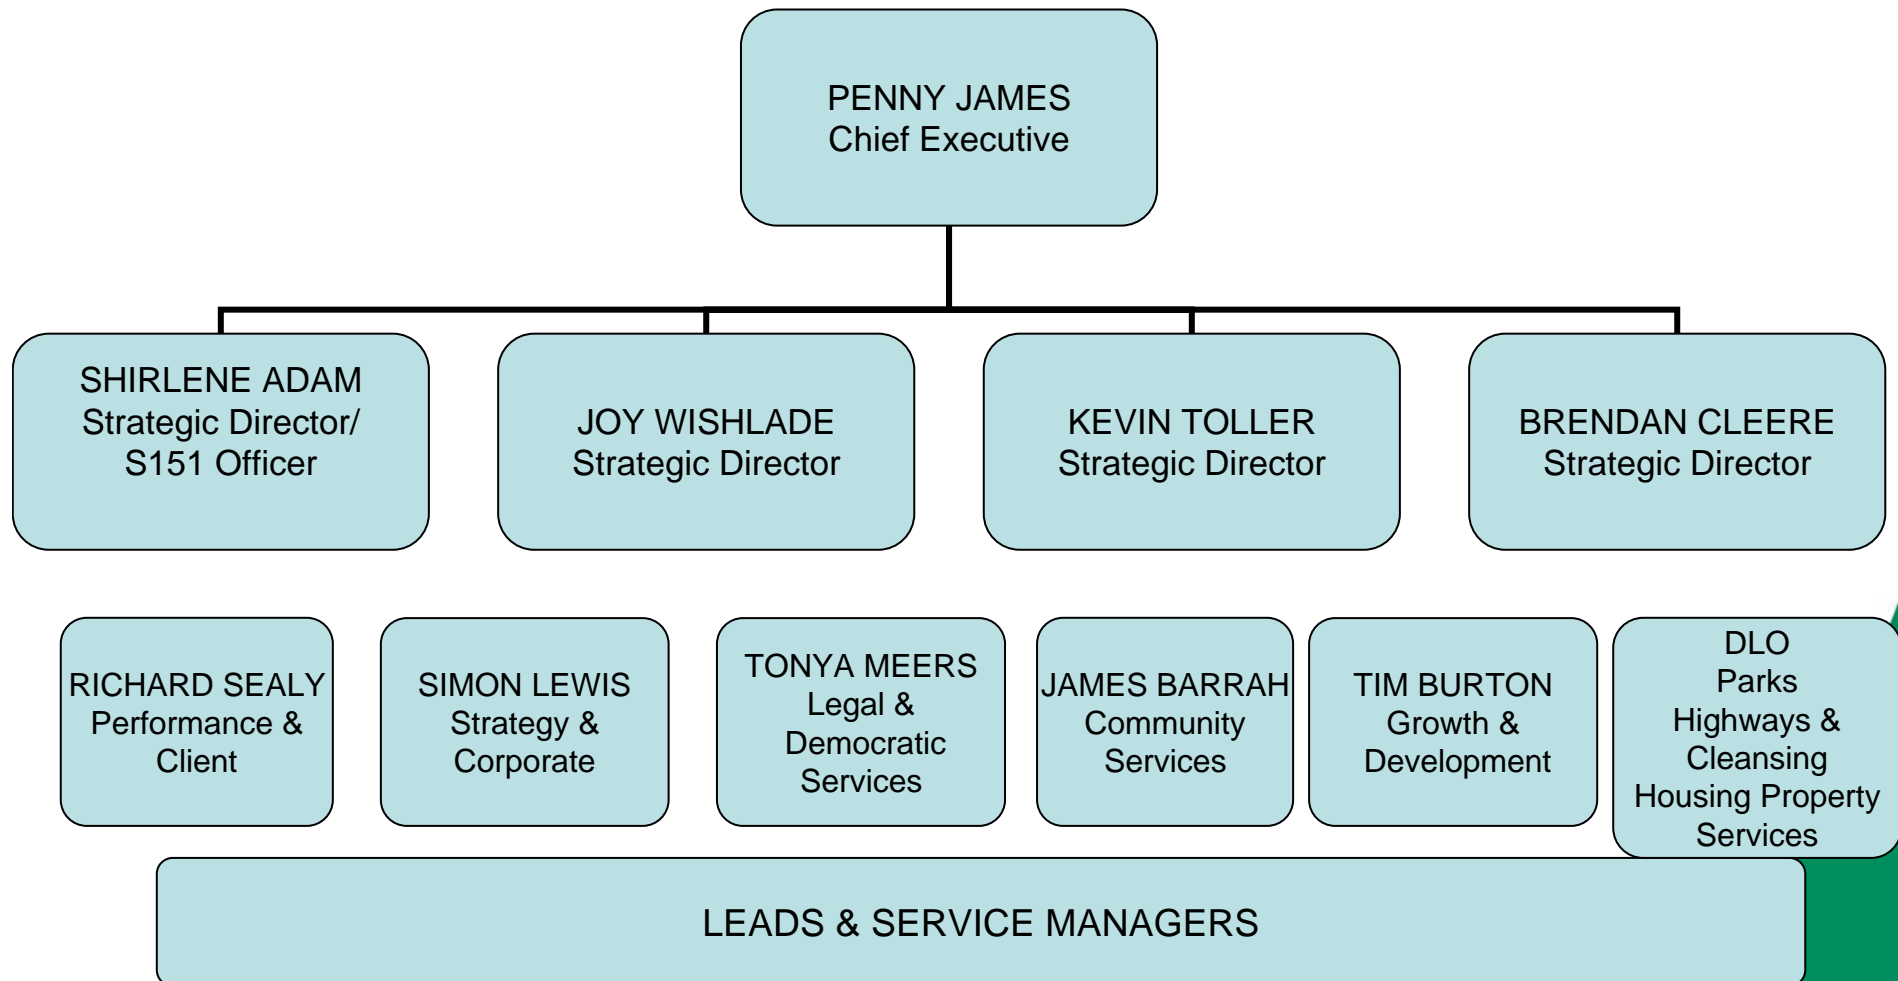 PENNY JAMES
Chief Executive
SHIRLENE ADAM
Strategic Director/
S151 Officer
JOY WISHLADE
Strategic Director
KEVIN TOLLER
Strategic Director
BRENDAN CLEERE
Strategic Director
RICHARD SEALY
Performance &
Client
SIMON LEWIS
Strategy &
Corporate
TONYA MEERS
Legal &
Democratic
Services
JAMES BARRAH
Community
Services
TIM BURTON
Growth &
Development
DLO
Parks
Highways &
Cleansing
Housing Property
Services
LEADS & SERVICE MANAGERS